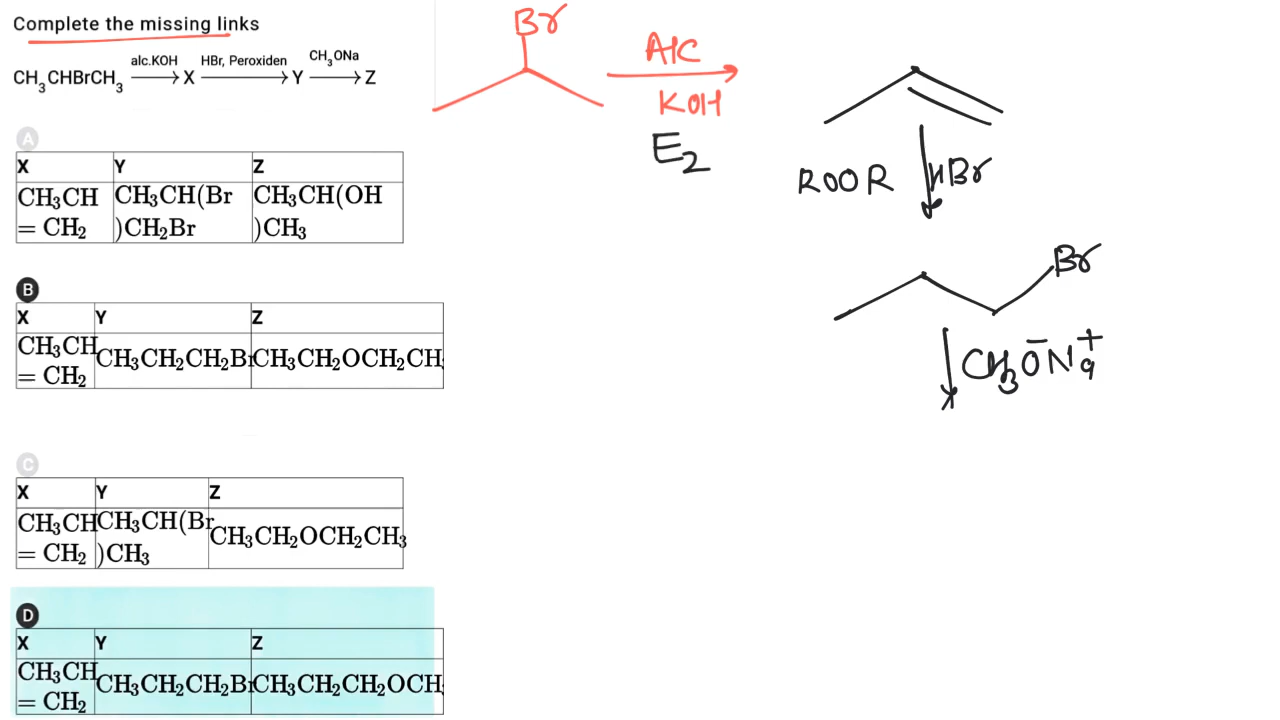 Complete the missing links
CH3CHBrCH3 alc.KOH X HBr, Peroxiden Y CH3ONa Z
A
X Y Z
CH3CH CH3CH(Br CH3CH(OH
= CH2 )CH2Br )CH3
B
X Y Z
CH3CH CH3CH2CH2Br CH3CH2OCH2CH
= CH2
C
X Y Z
CH3CH CH3CH(Br CH3CH2OCH2CH3
= CH2 )CH3
D
X Y Z
CH3CH CH3CH2CH2Br CH3CH2CH2OCH
= CH2
Br
Alc
KOH
E2
ROOR HBr
Br
CH3O⁻Na⁺